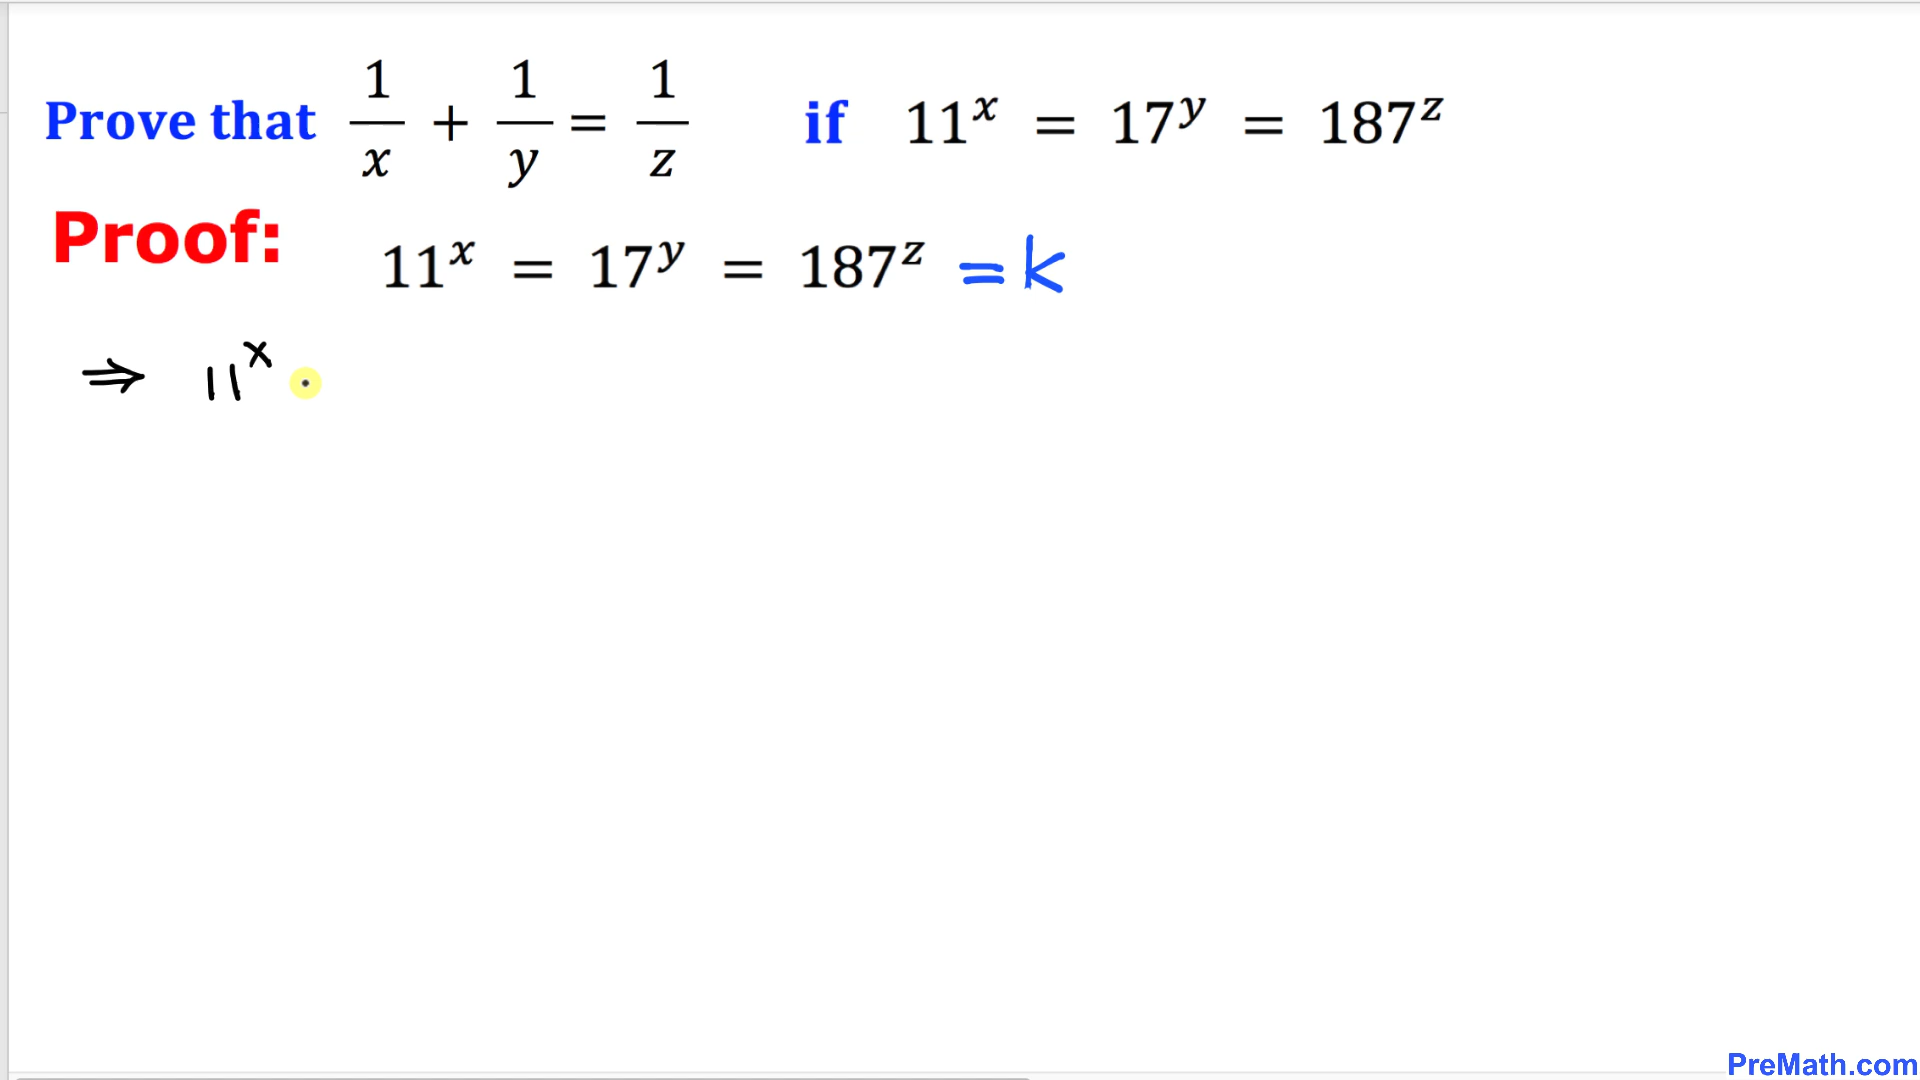 Prove that 1/x + 1/y = 1/z if 11^x = 17^y = 187^z
Proof: 11^x = 17^y = 187^z = k
⇒ 11^x
PreMath.com